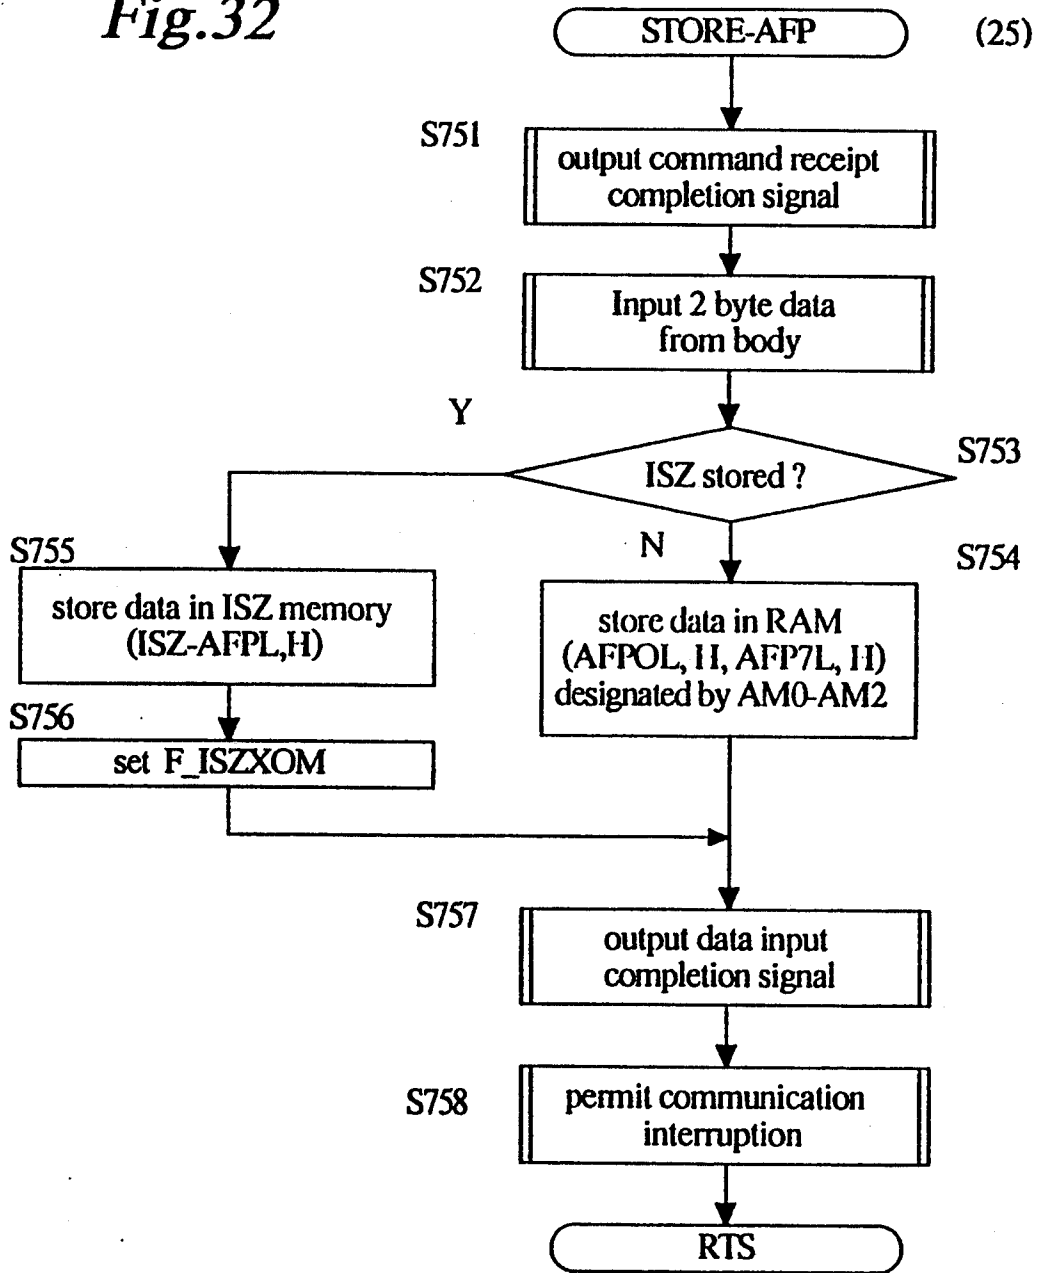 Fig.32
STORE-AFP
(25)
S751
output command receipt
completion signal
S752
Input 2 byte data
from body
Y
S753
ISZ stored ?
N
S755
store data in ISZ memory
(ISZ-AFPL,H)
S754
store data in RAM
(AFPOL, H, AFP7L, H)
designated by AM0-AM2
S756
set F_ISZXOM
S757
output data input
completion signal
S758
permit communication
interruption
RTS